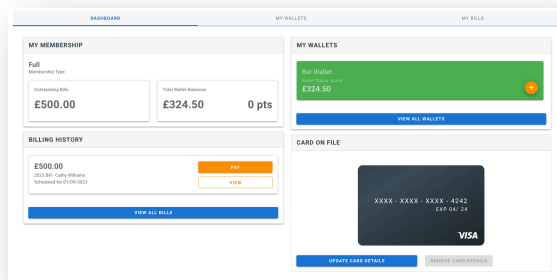 DASHBOARD
MY WALLETS
MY BILLS
MY MEMBERSHIP
Full
Membership Type
Outstanding Bills
£500.00
Total Wallet Balances
£324.50
0 pts
BILLING HISTORY
£500.00
2023 Bill - Cathy Williams
Scheduled for 01/09/2023
PAY
VIEW
VIEW ALL BILLS
MY WALLETS
Bar Wallet
Wallet Status: Active
£324.50
+
VIEW ALL WALLETS
CARD ON FILE
XXXX - XXXX - XXXX - 4242
EXP 04/ 24
VISA
UPDATE CARD DETAILS
REMOVE CARD DETAILS